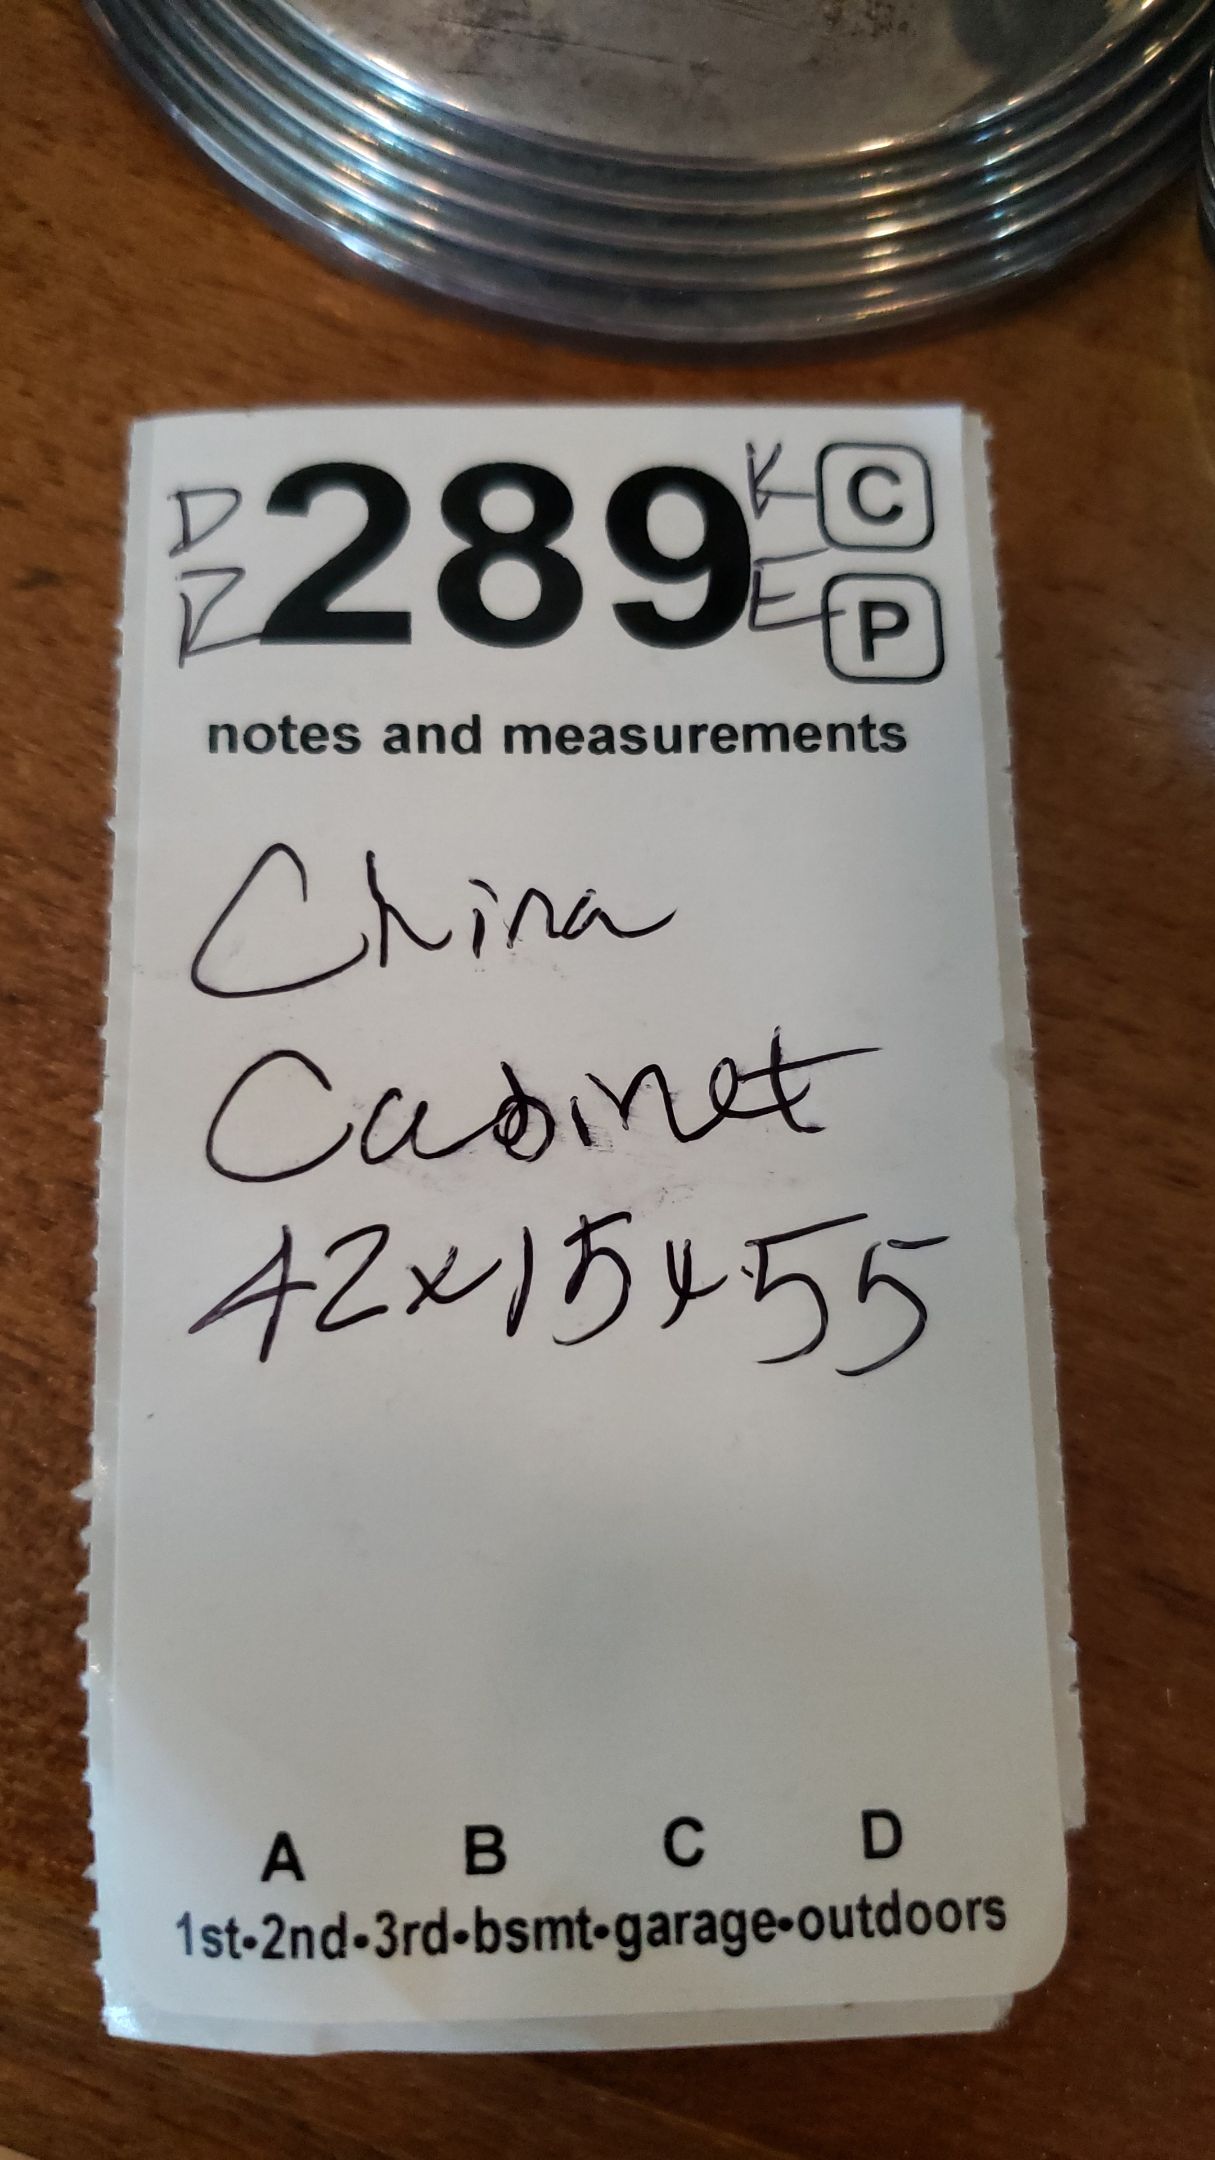 D 289 K C
R E P
notes and measurements
China
Cabinet
42x15x55
A B C D
1st•2nd•3rd•bsmt•garage•outdoors